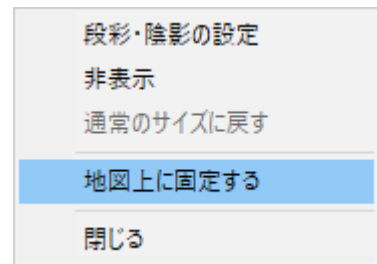 段彩・陰影の設定
非表示
通常のサイズに戻す
地図上に固定する
閉じる